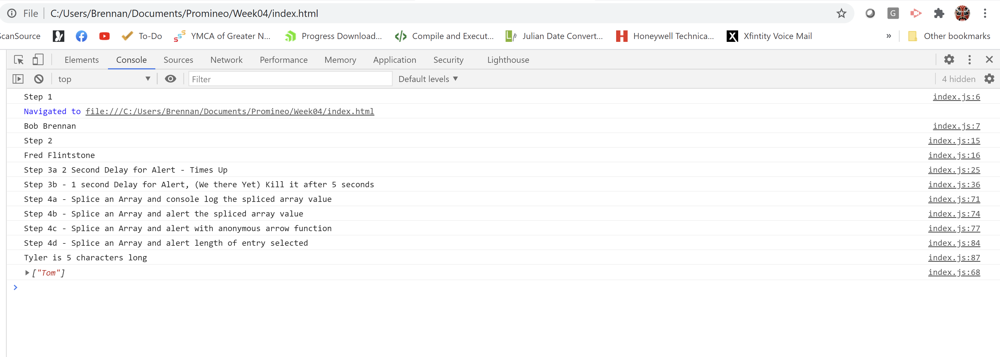 File C:/Users/Brennan/Documents/Promineo/Week04/index.html G
ScanSource To-Do SSS YMCA of Greater N... Progress Download... Compile and Execut... Lp Julian Date Convert... H Honeywell Technica... X Xfinity Voice Mail » Other bookmarks
Elements Console Sources Network Performance Memory Application Security Lighthouse
top Filter Default levels 4 hidden
Step 1 index.js:6
Navigated to file:///C:/Users/Brennan/Documents/Promineo/Week04/index.html
Bob Brennan index.js:7
Step 2 index.js:15
Fred Flintstone index.js:16
Step 3a 2 Second Delay for Alert - Times Up index.js:25
Step 3b - 1 second Delay for Alert, (We there Yet) Kill it after 5 seconds index.js:36
Step 4a - Splice an Array and console log the spliced array value index.js:71
Step 4b - Splice an Array and alert the spliced array value index.js:74
Step 4c - Splice an Array and alert with anonymous arrow function index.js:77
Step 4d - Splice an Array and alert length of entry selected index.js:84
Tyler is 5 characters long index.js:87
["Tom"] index.js:68